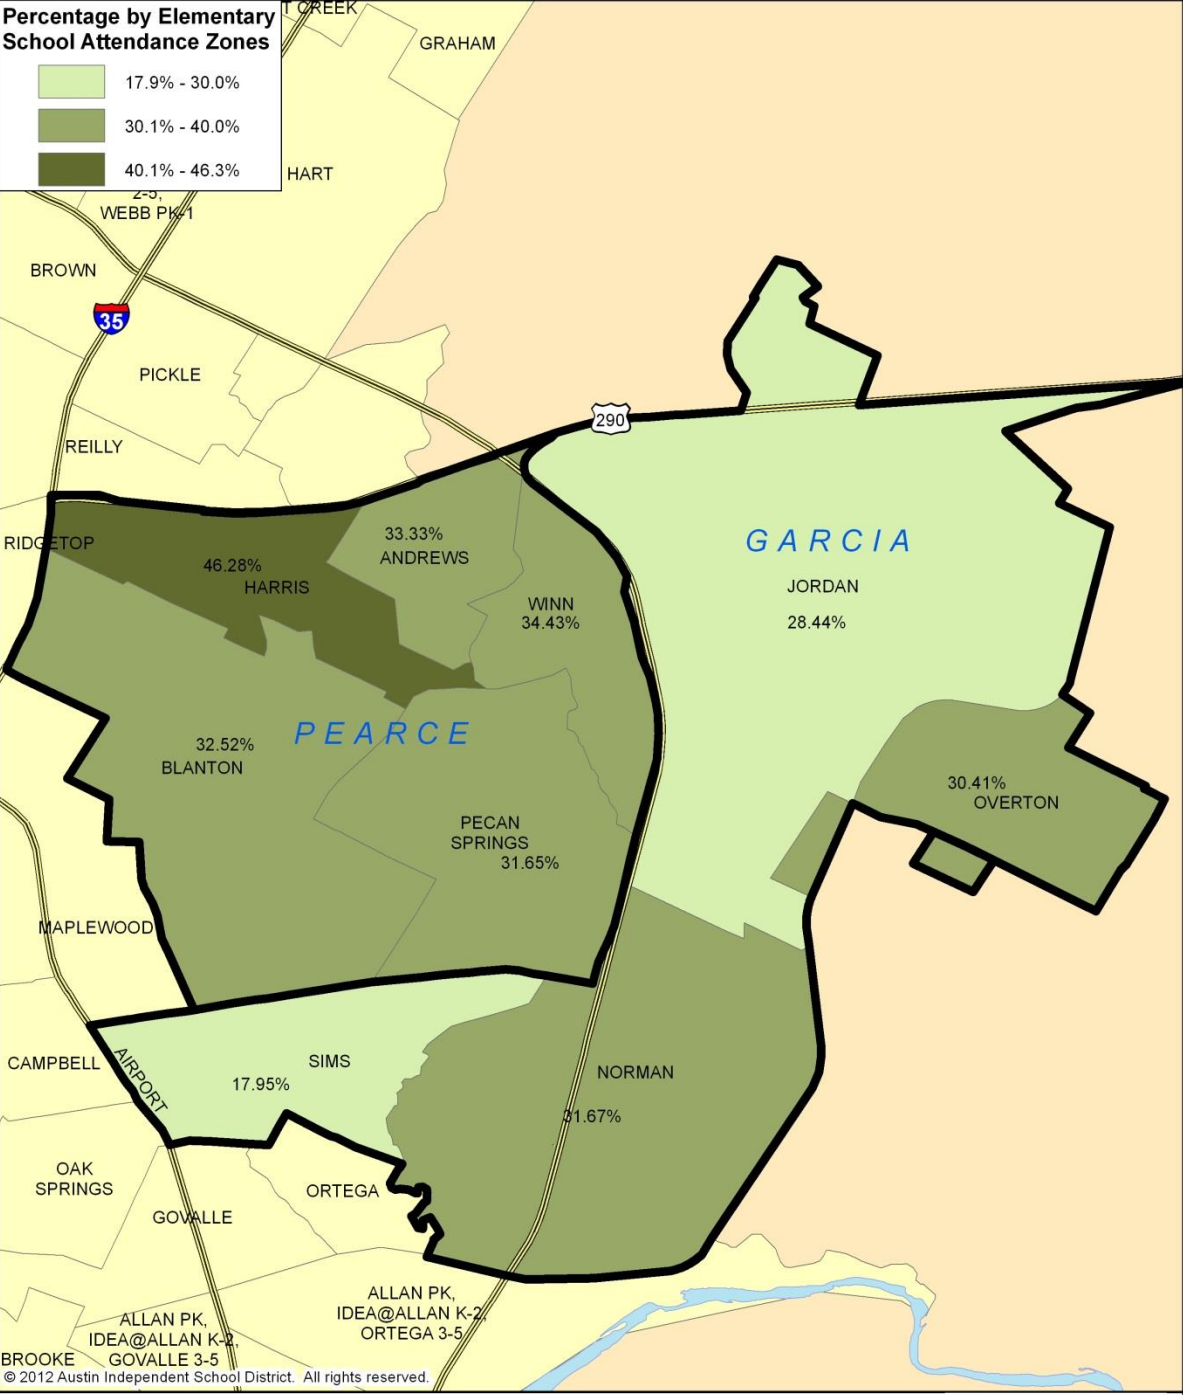 Percentage by Elementary
School Attendance Zones
17.9% - 30.0%
30.1% - 40.0%
40.1% - 46.3%
CREEK
GRAHAM
HART
2-5,
WEBB PK-1
BROWN
35
PICKLE
290
REILLY
RIDGETOP
33.33%
ANDREWS
GARCIA
46.28%
HARRIS
JORDAN
WINN
34.43%
28.44%
PEARCE
32.52%
BLANTON
30.41%
OVERTON
PECAN
SPRINGS
31.65%
MAPLEWOOD
CAMPBELL
AIRPORT
SIMS
17.95%
NORMAN
31.67%
OAK
SPRINGS
ORTEGA
GOVALLE
ALLAN PK,
IDEA@ALLAN K-2,
ORTEGA 3-5
ALLAN PK,
IDEA@ALLAN K-2,
GOVALLE 3-5
BROOKE
© 2012 Austin Independent School District. All rights reserved.